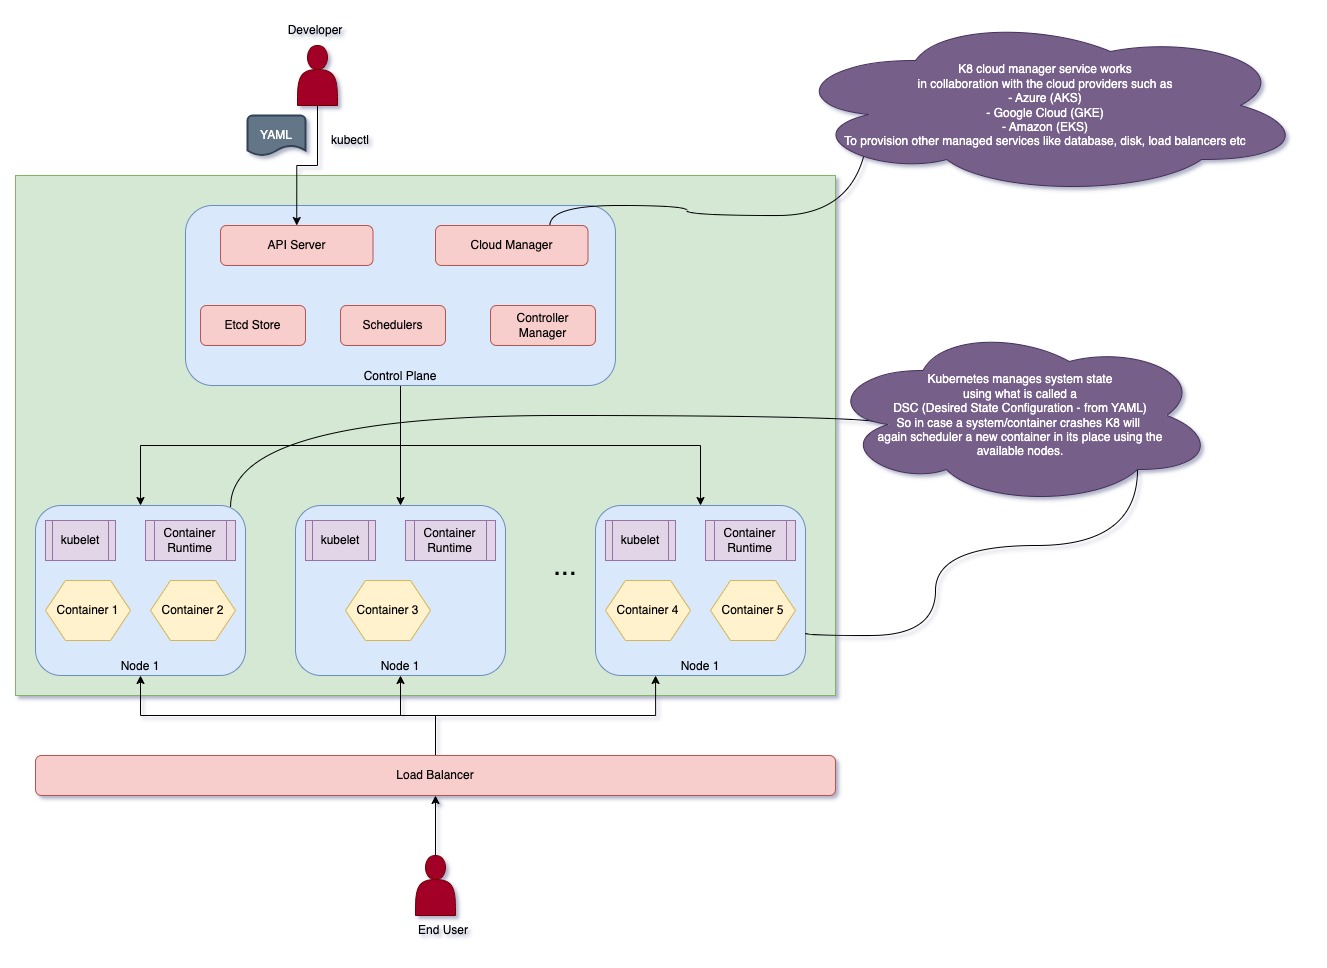 Developer
YAML
kubectl
K8 cloud manager service works
in collaboration with the cloud providers such as
- Azure (AKS)
- Google Cloud (GKE)
- Amazon (EKS)
To provision other managed services like database, disk, load balancers etc
API Server
Cloud Manager
Etcd Store
Schedulers
Controller
Manager
Control Plane
Kubernetes manages system state
using what is called a
DSC (Desired State Configuration - from YAML)
So in case a system/container crashes K8 will
again scheduler a new container in its place using the
available nodes.
kubelet
Container
Runtime
Container 1
Container 2
Node 1
kubelet
Container
Runtime
Container 3
Node 1
...
kubelet
Container
Runtime
Container 4
Container 5
Node 1
Load Balancer
End User